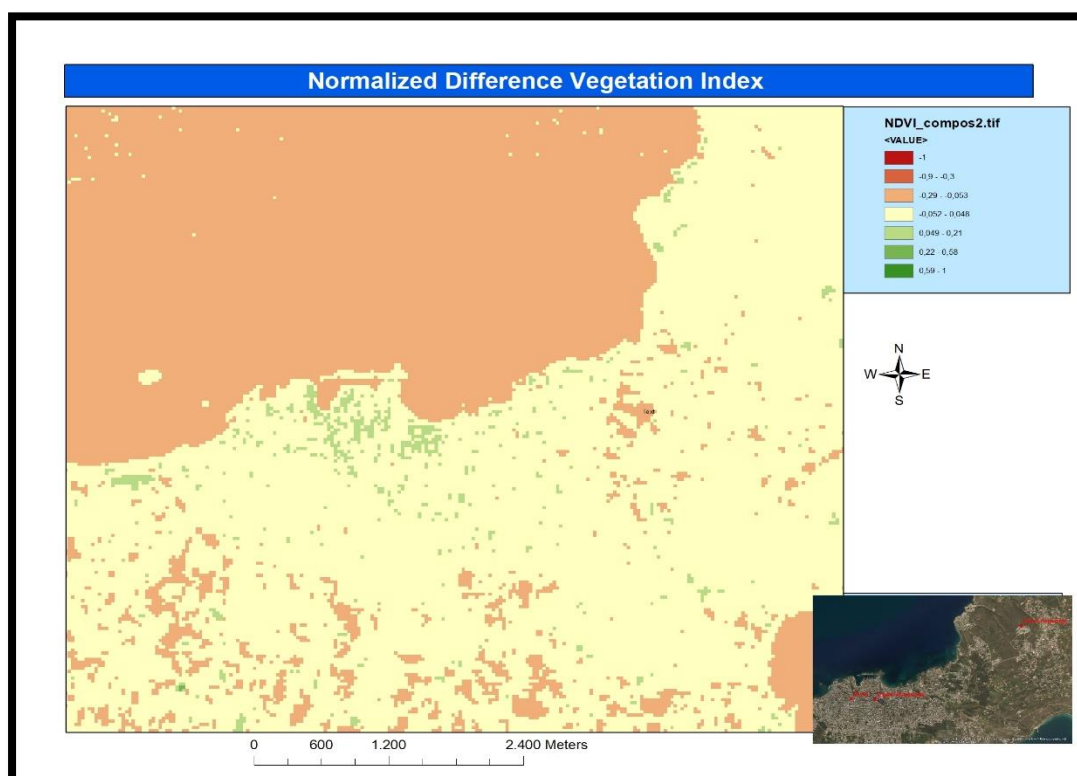 Normalized Difference Vegetation Index
NDVI_compos2.tif
<VALUE>
-1
-0,9 - -0,3
-0,29 - -0,053
-0,052 - 0,048
0,049 - 0,21
0,22 - 0,58
0,59 - 1
N
W E
S
0 600 1.200 2.400 Meters